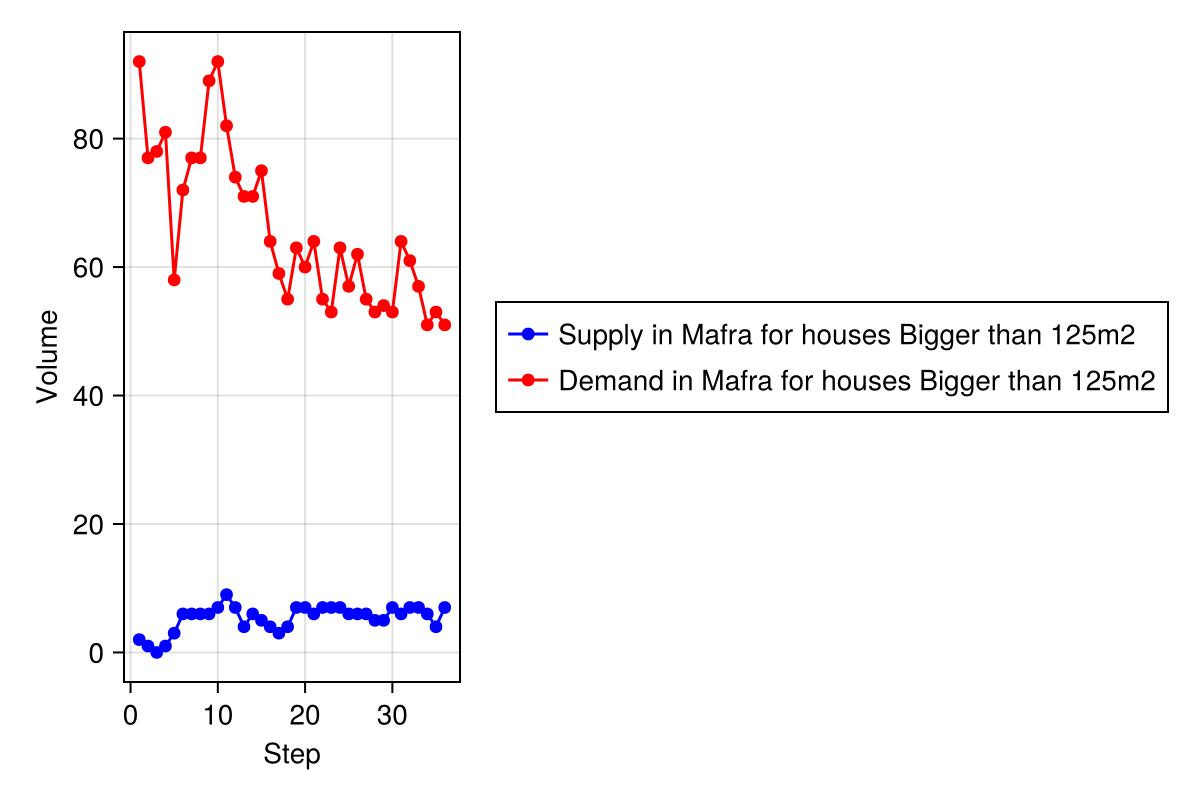 Volume
80
60
40
20
0
0 10 20 30
Step
Supply in Mafra for houses Bigger than 125m2
Demand in Mafra for houses Bigger than 125m2